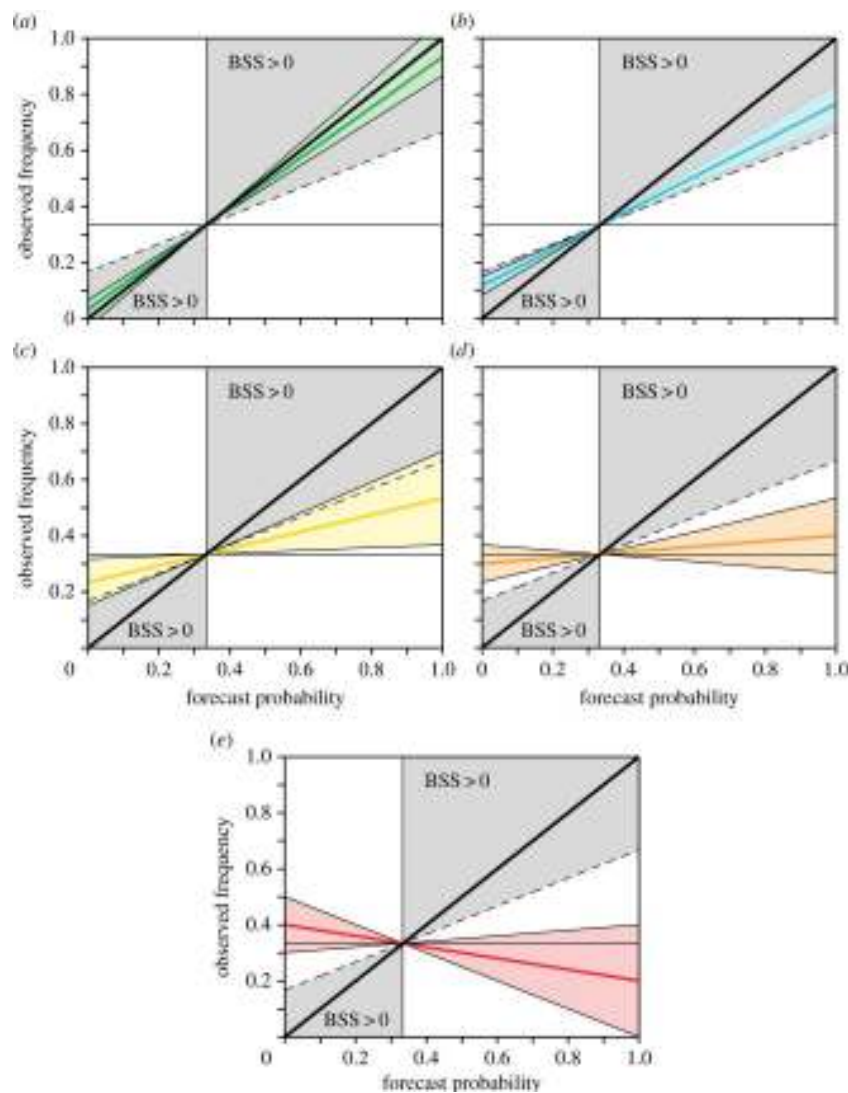 (a)
1.0
0.8
0.6
0.4
0.2
0
observed frequency
BSS > 0
BSS > 0
(b)
BSS > 0
BSS > 0
(c)
1.0
0.8
0.6
0.4
0.2
0
observed frequency
BSS > 0
BSS > 0
0.2 0.4 0.6 0.8 1.0
forecast probability
(d)
BSS > 0
BSS > 0
0 0.2 0.4 0.6 0.8 1.0
forecast probability
(e)
1.0
0.8
0.6
0.4
0.2
observed frequency
BSS > 0
BSS > 0
0 0.2 0.4 0.6 0.8 1.0
forecast probability